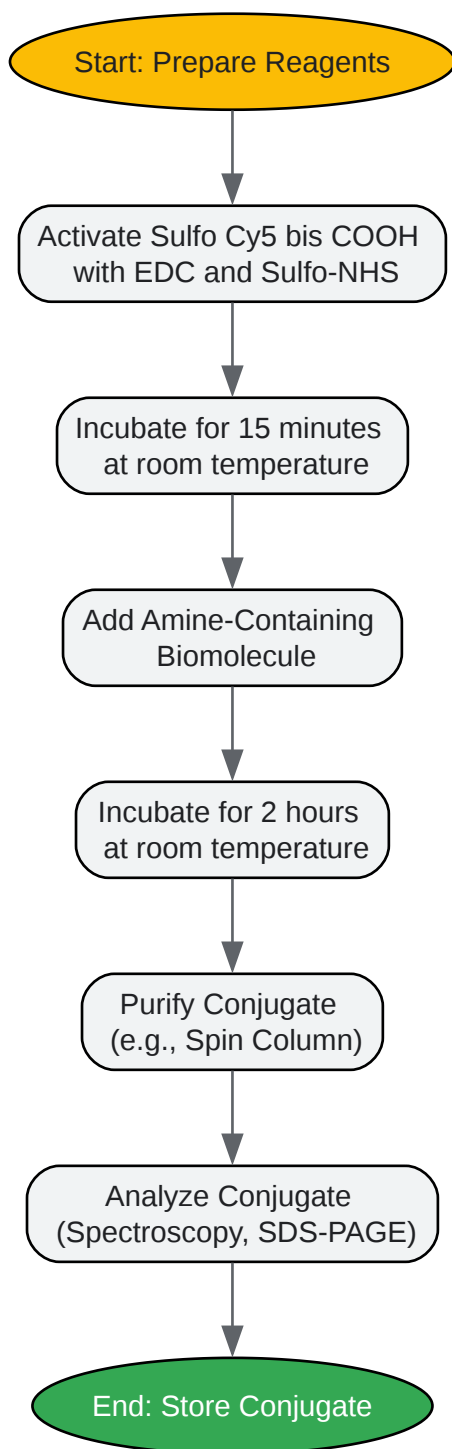 Start: Prepare Reagents
Activate Sulfo Cy5 bis COOH
with EDC and Sulfo-NHS
Incubate for 15 minutes
at room temperature
Add Amine-Containing
Biomolecule
Incubate for 2 hours
at room temperature
Purify Conjugate
(e.g., Spin Column)
Analyze Conjugate
(Spectroscopy, SDS-PAGE)
End: Store Conjugate